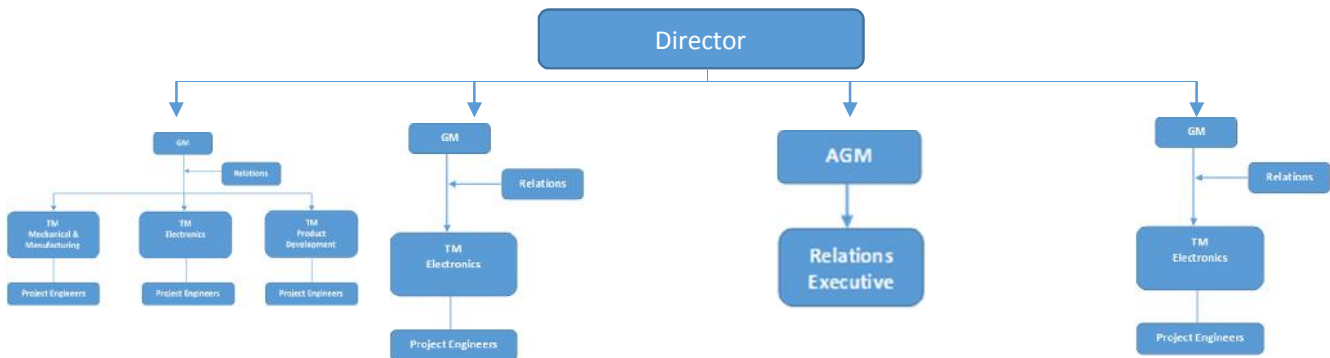 Director
GM
Relations
TM
Mechanical &
Manufacturing
TM
Electronics
TM
Product
Development
Project Engineers
Project Engineers
Project Engineers
GM
Relations
TM
Electronics
Project Engineers
AGM
Relations
Executive
GM
Relations
TM
Electronics
Project Engineers